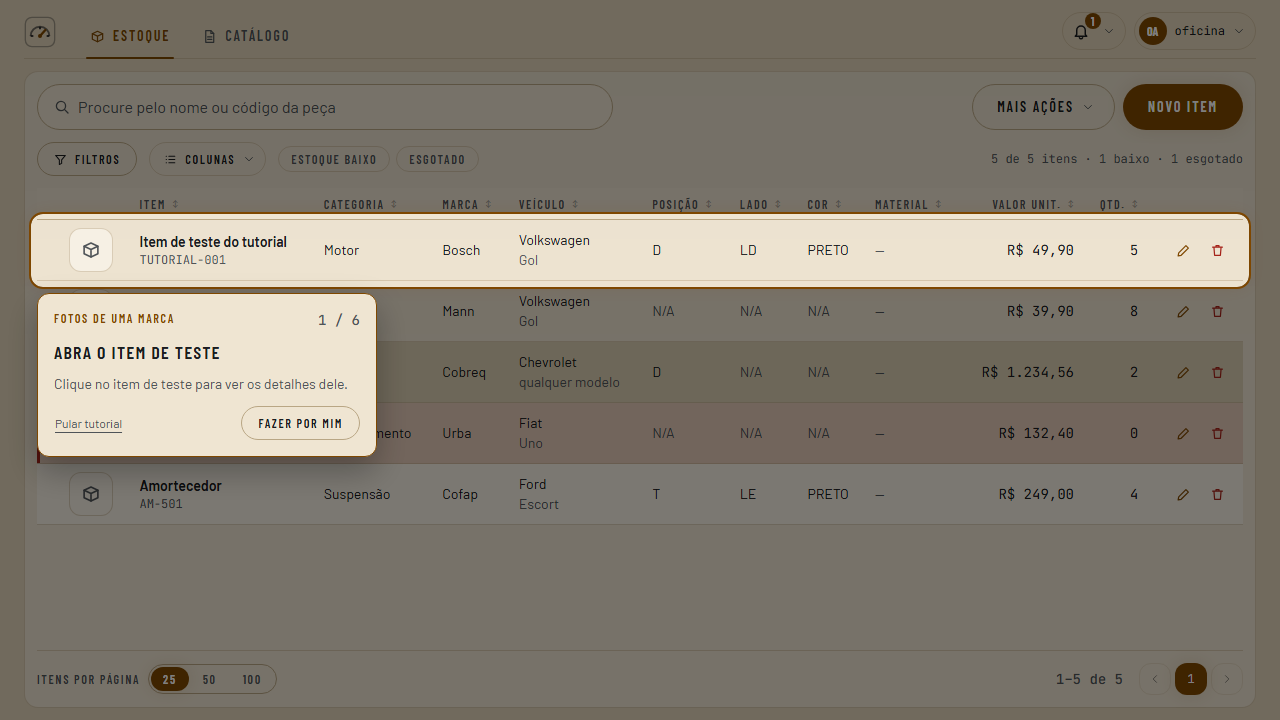 ESTOQUE
CATÁLOGO
1
OA
oficina
Procure pelo nome ou código da peça
MAIS AÇÕES
NOVO ITEM
FILTROS
COLUNAS
ESTOQUE BAIXO
ESGOTADO
5 de 5 itens · 1 baixo · 1 esgotado
ITEM CATEGORIA MARCA VEÍCULO POSIÇÃO LADO COR MATERIAL VALOR UNIT. QTD.
Item de teste do tutorial
TUTORIAL-001
Motor Bosch
Volkswagen
Gol
D LD PRETO — R$ 49,90 5
Mann
Volkswagen
Gol
N/A N/A N/A — R$ 39,90 8
Cobreq
Chevrolet
qualquer modelo
D N/A N/A — R$ 1.234,56 2
mento Urba
Fiat
Uno
N/A N/A N/A — R$ 132,40 0
Amortecedor
AM-501
Suspensão Cofap
Ford
Escort
T LE PRETO — R$ 249,00 4
FOTOS DE UMA MARCA
1 / 6
ABRA O ITEM DE TESTE
Clique no item de teste para ver os detalhes dele.
Pular tutorial
FAZER POR MIM
ITENS POR PÁGINA 25 50 100
1–5 de 5
1